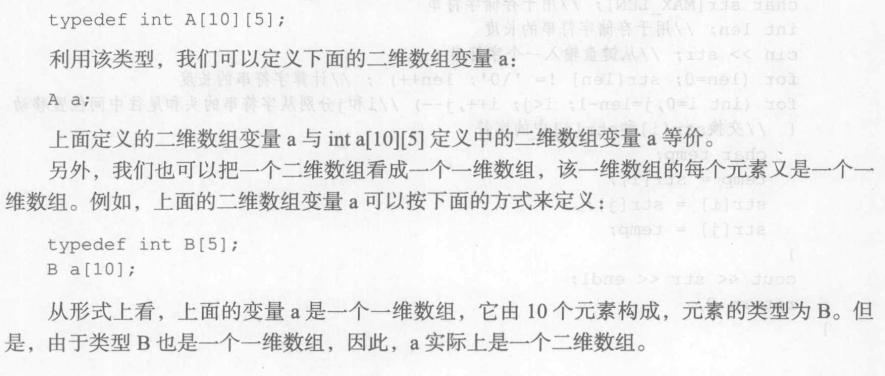 typedef int A[10][5];
利用该类型，我们可以定义下面的二维数组变量 a：
A a;
上面定义的二维数组变量 a 与 int a[10][5] 定义中的二维数组变量 a 等价。
另外，我们也可以把一个二维数组看成一个一维数组，该一维数组的每个元素又是一个一
维数组。例如，上面的二维数组变量 a 可以按下面的方式来定义：
typedef int B[5];
B a[10];
从形式上看，上面的变量 a 是一个一维数组，它由 10 个元素构成，元素的类型为 B。但
是，由于类型 B 也是一个一维数组，因此，a 实际上是一个二维数组。